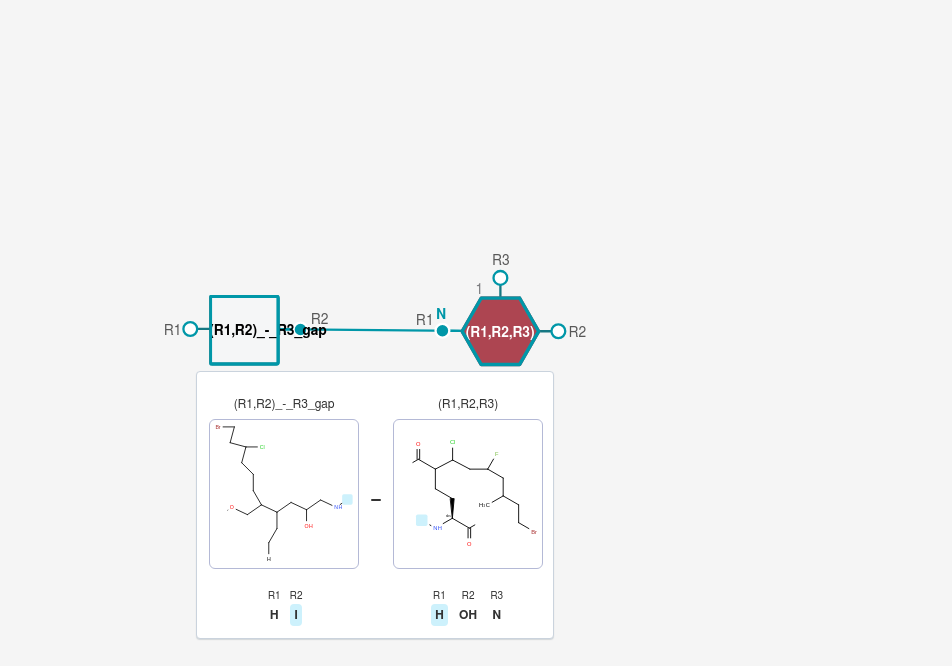 R3
1
R1
(R1,R2)_-_R3_gap
R2
R1
N
(R1,R2,R3)
R2
(R1,R2)_-_R3_gap
(R1,R2,R3)
Br
Cl
O
OH
NH
H
O
Cl
F
H₃C
Br
NH
O
R1 R2
H I
R1 R2 R3
H OH N